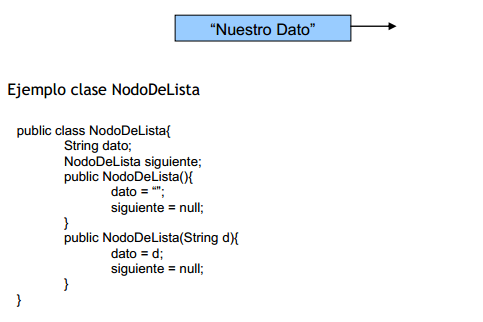 “Nuestro Dato”
Ejemplo clase NodoDeLista
public class NodoDeLista{
String dato;
NodoDeLista siguiente;
public NodoDeLista(){
dato = “”;
siguiente = null;
}
public NodoDeLista(String d){
dato = d;
siguiente = null;
}
}